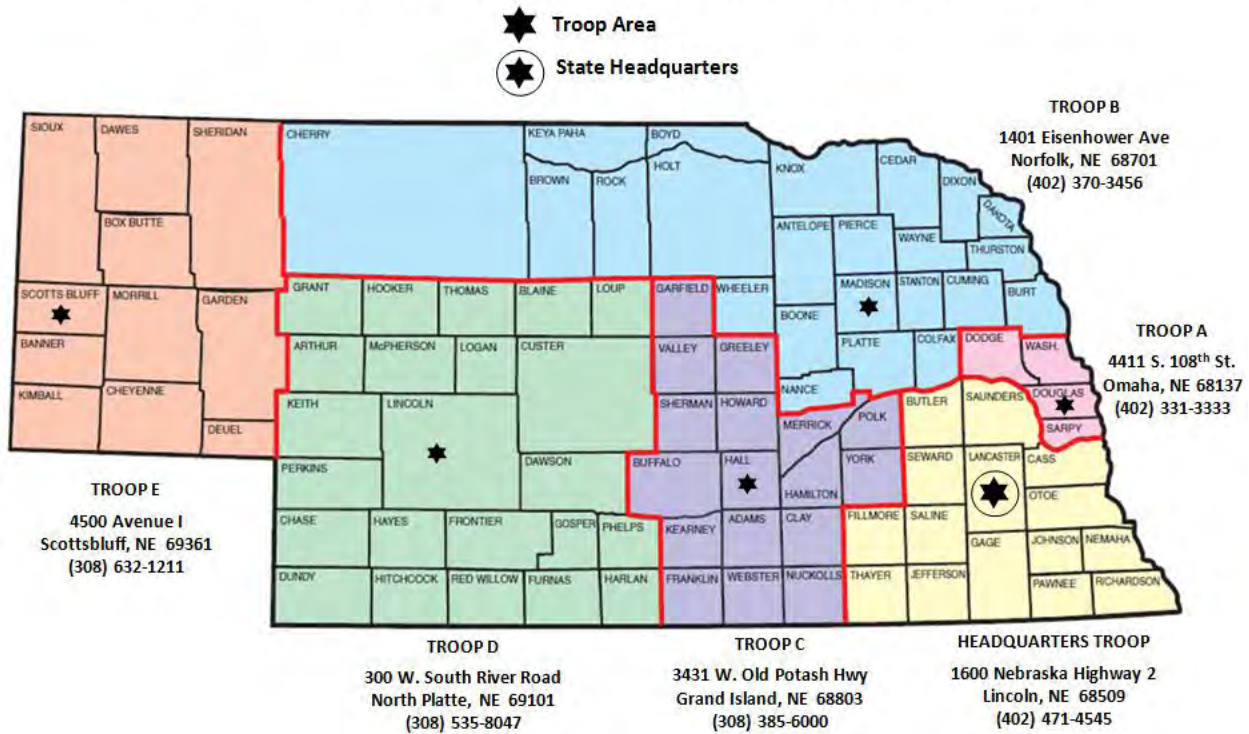 Troop Area
State Headquarters
TROOP B
1401 Eisenhower Ave
Norfolk, NE 68701
(402) 370-3456
SIOUX
DAWES
SHERIDAN
CHERRY
KEYA PAHA
BOYD
HOLT
BROWN
ROCK
KNOX
CEDAR
DIXON
DAKOTA
BOX BUTTE
ANTELOPE
PIERCE
WAYNE
THURSTON
SCOTTS BLUFF
MORRILL
GARDEN
GRANT
HOOKER
THOMAS
BLAINE
LOUP
GARFIELD
WHEELER
BOONE
MADISON
STANTON
CUMING
BURT
BANNER
ARTHUR
McPHERSON
LOGAN
CUSTER
VALLEY
GREELEY
PLATTE
COLFAX
DODGE
WASH.
TROOP A
4411 S. 108th St.
Omaha, NE 68137
(402) 331-3333
KIMBALL
CHEYENNE
DEUEL
KEITH
LINCOLN
SHERMAN
HOWARD
NANCE
MERRICK
POLK
BUTLER
SAUNDERS
DOUGLAS
SARPY
PERKINS
DAWSON
BUFFALO
HALL
HAMILTON
YORK
SEWARD
LANCASTER
CASS
OTOE
CHASE
HAYES
FRONTIER
GOSPER
PHELPS
KEARNEY
ADAMS
CLAY
FILLMORE
SALINE
GAGE
JOHNSON
NEMAHA
DUNDY
HITCHCOCK
RED WILLOW
FURNAS
HARLAN
FRANKLIN
WEBSTER
NUCKOLLS
THAYER
JEFFERSON
PAWNEE
RICHARDSON
TROOP E
4500 Avenue I
Scottsbluff, NE 69361
(308) 632-1211
TROOP D
300 W. South River Road
North Platte, NE 69101
(308) 535-8047
TROOP C
3431 W. Old Potash Hwy
Grand Island, NE 68803
(308) 385-6000
HEADQUARTERS TROOP
1600 Nebraska Highway 2
Lincoln, NE 68509
(402) 471-4545